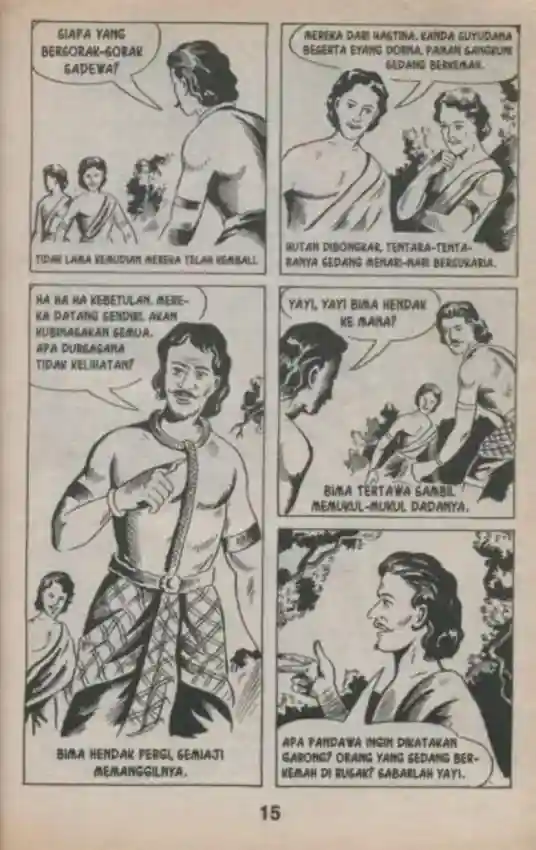 SIAPA YANG
BERSORAK-SORAK
SADEWA?
TIDAK LAMA KEMUDIAN MEREKA TELAH KEMBALI.
MEREKA DARI HASTINA. KANDA SUYUDANA
BESERTA EYANG DORNA, PAMAN SANGKUNI
SEDANG BERKEMAH.
HUTAN DIBONGKAR, TENTARA-TENTA-
RANYA SEDANG MENARI-NARI BERSUKARIA.
HA HA HA KEBETULAN. MERE-
KA DATANG SENDIRI. AKAN
KUBINASAKAN SEMUA.
APA DURSASANA
TIDAK KELIHATAN?
BIMA HENDAK PERGI, SEMIAJI
MEMANGGILNYA.
YAYI, YAYI BIMA HENDAK
KE MANA?
BIMA TERTAWA SAMBIL
MEMUKUL-MUKUL DADANYA.
APA PANDAWA INGIN DIKATAKAN
GARONG? ORANG YANG SEDANG BER-
KEMAH DI RUSAK? SABARLAH YAYI.
15